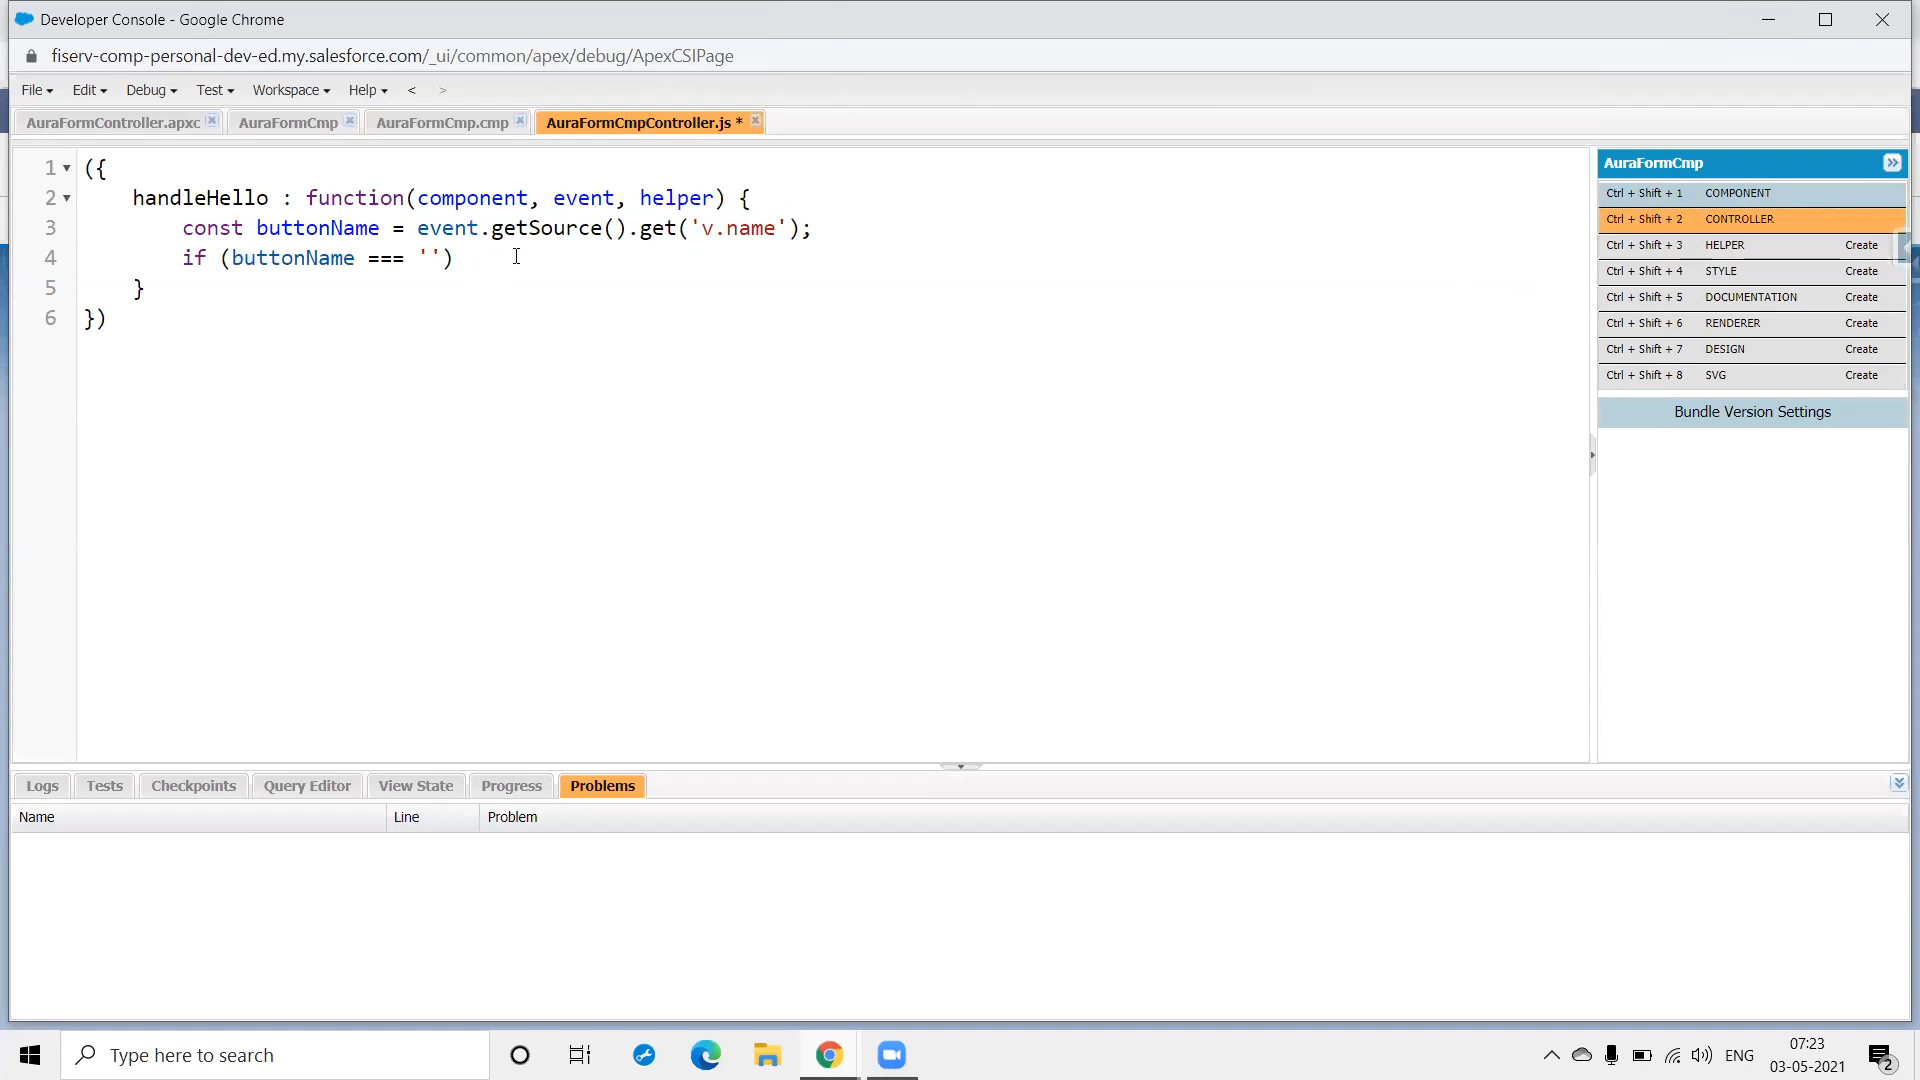 Developer Console - Google Chrome
fiserv-comp-personal-dev-ed.my.salesforce.com/_ui/common/apex/debug/ApexCSIPage
File Edit Debug Test Workspace Help < >
AuraFormController.apxc AuraFormCmp AuraFormCmp.cmp AuraFormCmpController.js *
1 ({
2 handleHello : function(component, event, helper) {
3 const buttonName = event.getSource().get('v.name');
4 if (buttonName === '')
5 }
6 })
AuraFormCmp
Ctrl + Shift + 1 COMPONENT
Ctrl + Shift + 2 CONTROLLER
Ctrl + Shift + 3 HELPER Create
Ctrl + Shift + 4 STYLE Create
Ctrl + Shift + 5 DOCUMENTATION Create
Ctrl + Shift + 6 RENDERER Create
Ctrl + Shift + 7 DESIGN Create
Ctrl + Shift + 8 SVG Create
Bundle Version Settings
Logs Tests Checkpoints Query Editor View State Progress Problems
Name Line Problem
Type here to search
ENG
07:23
03-05-2021
2